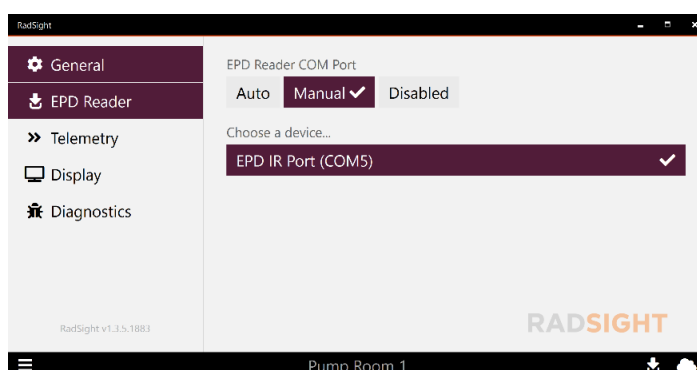 RadSight
General
EPD Reader
Telemetry
Display
Diagnostics
RadSight v1.3.5.1883
EPD Reader COM Port
Auto Manual Disabled
Choose a device...
EPD IR Port (COM5)
RADSIGHT
Pump Room 1